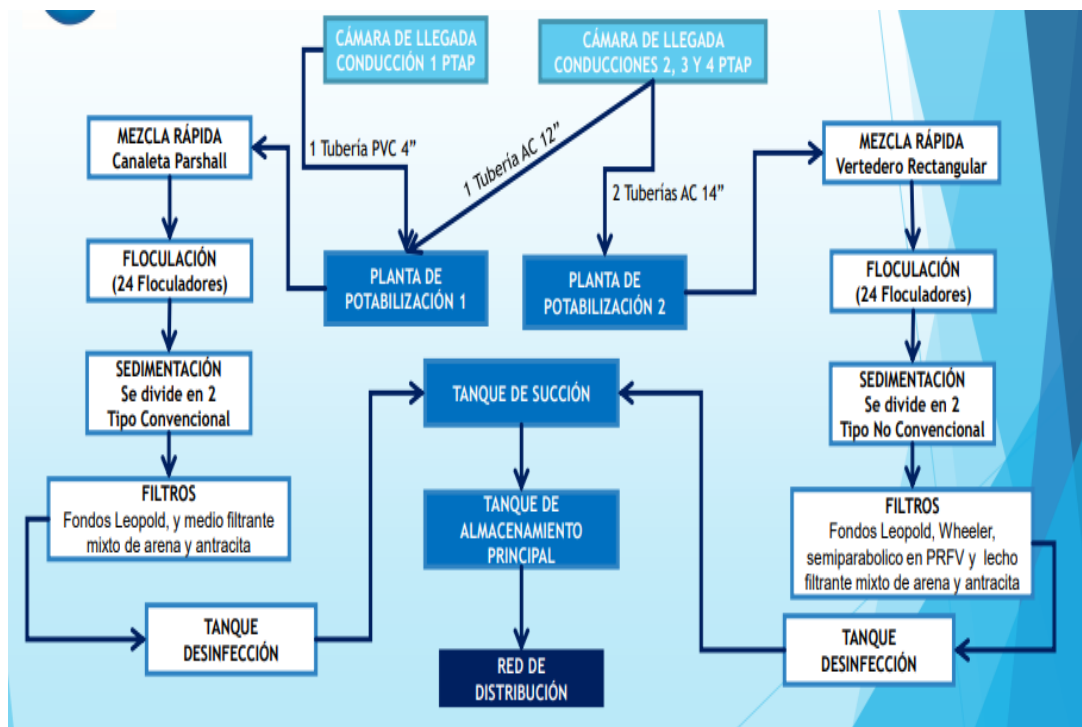 CÁMARA DE LLEGADA
CONDUCCIÓN 1 PTAP
CÁMARA DE LLEGADA
CONDUCCIONES 2, 3 Y 4 PTAP
MEZCLA RÁPIDA
Canaleta Parshall
1 Tubería PVC 4”
1 Tubería AC 12”
2 Tuberías AC 14”
MEZCLA RÁPIDA
Vertedero Rectangular
FLOCULACIÓN
(24 Floculadores)
PLANTA DE
POTABILIZACIÓN 1
PLANTA DE
POTABILIZACIÓN 2
FLOCULACIÓN
(24 Floculadores)
SEDIMENTACIÓN
Se divide en 2
Tipo Convencional
TANQUE DE SUCCIÓN
SEDIMENTACIÓN
Se divide en 2
Tipo No Convencional
FILTROS
Fondos Leopold, y medio filtrante
mixto de arena y antracita
TANQUE DE
ALMACENAMIENTO
PRINCIPAL
FILTROS
Fondos Leopold, Wheeler,
semiparabolico en PRFV y lecho
filtrante mixto de arena y antracita
TANQUE
DESINFECCIÓN
RED DE
DISTRIBUCIÓN
TANQUE
DESINFECCIÓN